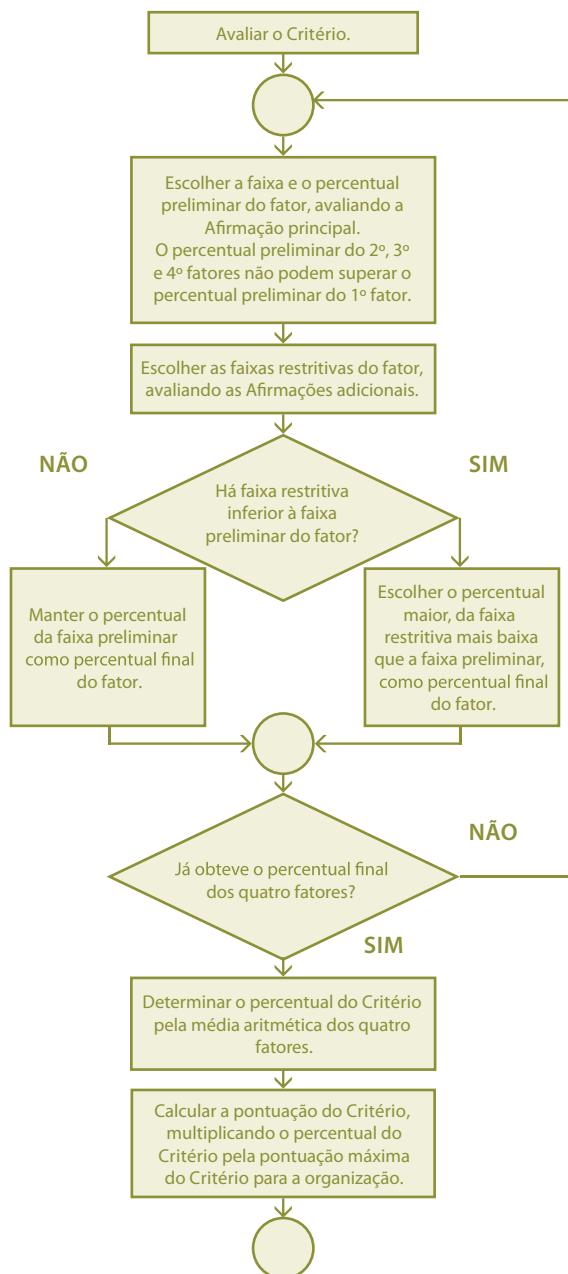 Avaliar o Critério.
Escolher a faixa e o percentual
preliminar do fator, avaliando a
Afirmação principal.
O percentual preliminar do 2º, 3º
e 4º fatores não podem superar o
percentual preliminar do 1º fator.
Escolher as faixas restritivas do fator,
avaliando as Afirmações adicionais.
NÃO
SIM
Há faixa restritiva
inferior à faixa
preliminar do fator?
Manter o percentual
da faixa preliminar
como percentual final
do fator.
Escolher o percentual
maior, da faixa
restritiva mais baixa
que a faixa preliminar,
como percentual final
do fator.
NÃO
Já obteve o percentual final
dos quatro fatores?
SIM
Determinar o percentual do Critério
pela média aritmética dos quatro
fatores.
Calcular a pontuação do Critério,
multiplicando o percentual do
Critério pela pontuação máxima
do Critério para a organização.